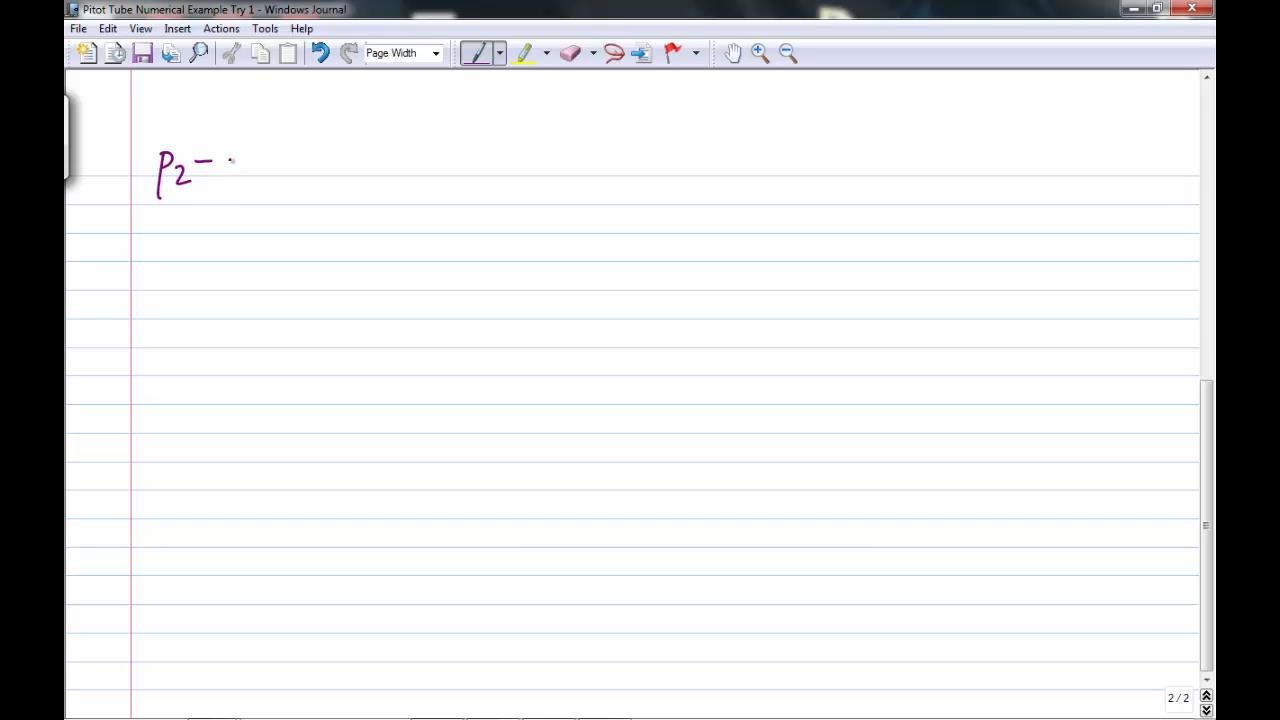 Pitot Tube Numerical Example Try 1 - Windows Journal
File Edit View Insert Actions Tools Help
Page Width
P2 -
2 / 2